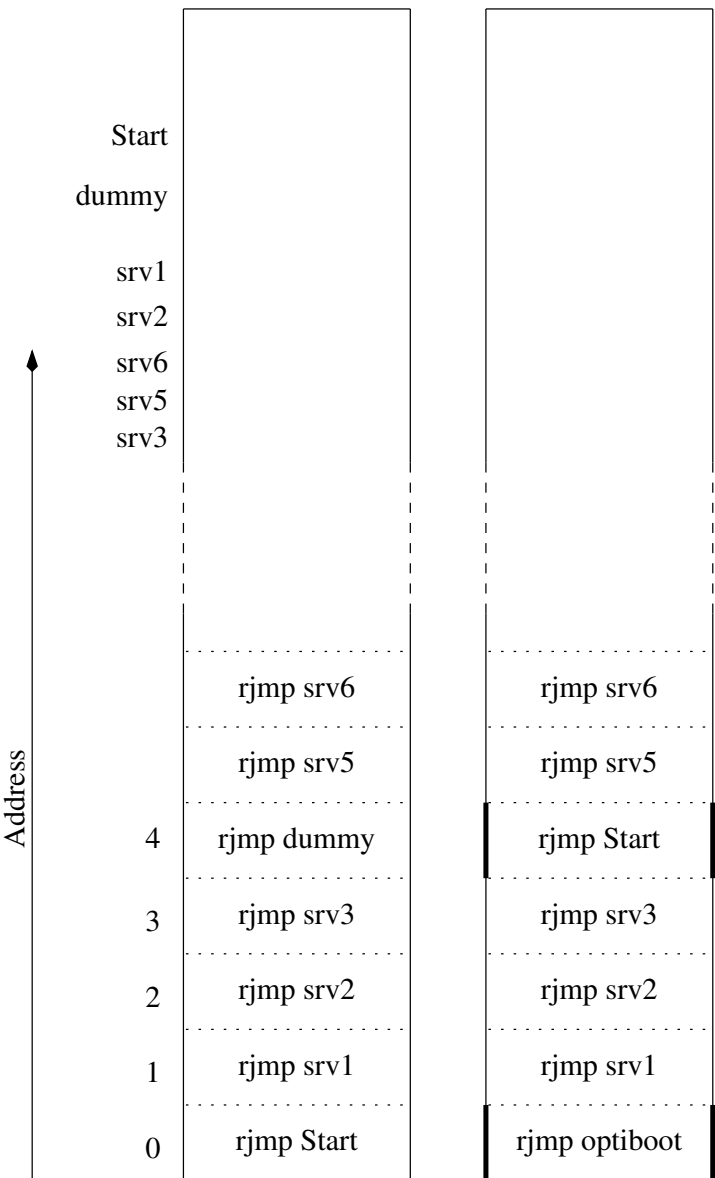 Start
dummy
srv1
srv2
srv6
srv5
srv3
rjmp srv6 rjmp srv6
rjmp srv5 rjmp srv5
Address
4 rjmp dummy rjmp Start
3 rjmp srv3 rjmp srv3
2 rjmp srv2 rjmp srv2
1 rjmp srv1 rjmp srv1
0 rjmp Start rjmp optiboot